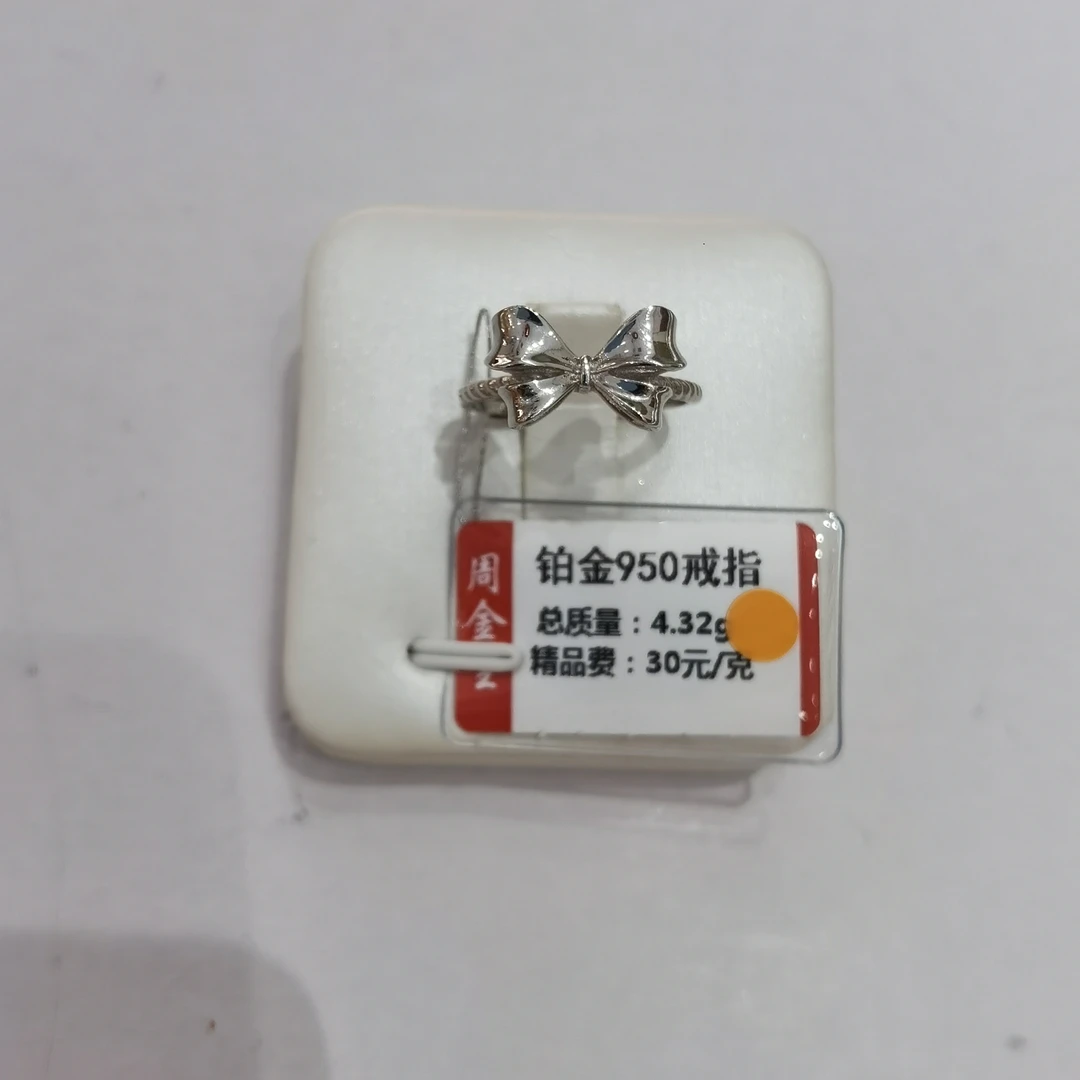 周金
铂金950戒指
总质量：4.32g
精品费：30元/克